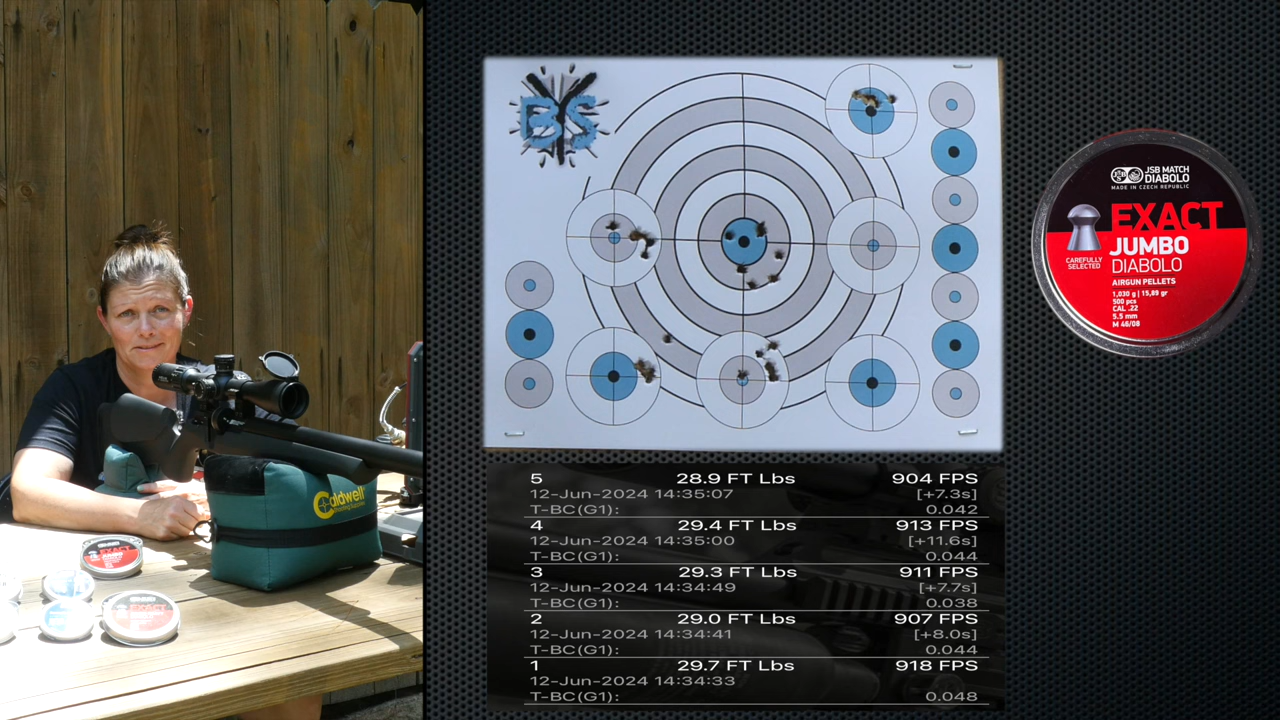 BS
JSB MATCH
DIABOLO
MADE IN CZECH REPUBLIC
EXACT
JUMBO
DIABOLO
CAREFULLY
SELECTED
AIRGUN PELLETS
1,030 g | 15,89 gr
500 pcs
CAL .22
5.5 mm
M 46/08
Caldwell
EXACT
5 28.9 FT Lbs 904 FPS
12-Jun-2024 14:35:07 [+7.3s]
T-BC(G1): 0.042
4 29.4 FT Lbs 913 FPS
12-Jun-2024 14:35:00 [+11.6s]
T-BC(G1): 0.044
3 29.3 FT Lbs 911 FPS
12-Jun-2024 14:34:49 [+7.7s]
T-BC(G1): 0.038
2 29.0 FT Lbs 907 FPS
12-Jun-2024 14:34:41 [+8.0s]
T-BC(G1): 0.044
1 29.7 FT Lbs 918 FPS
12-Jun-2024 14:34:33
T-BC(G1): 0.048